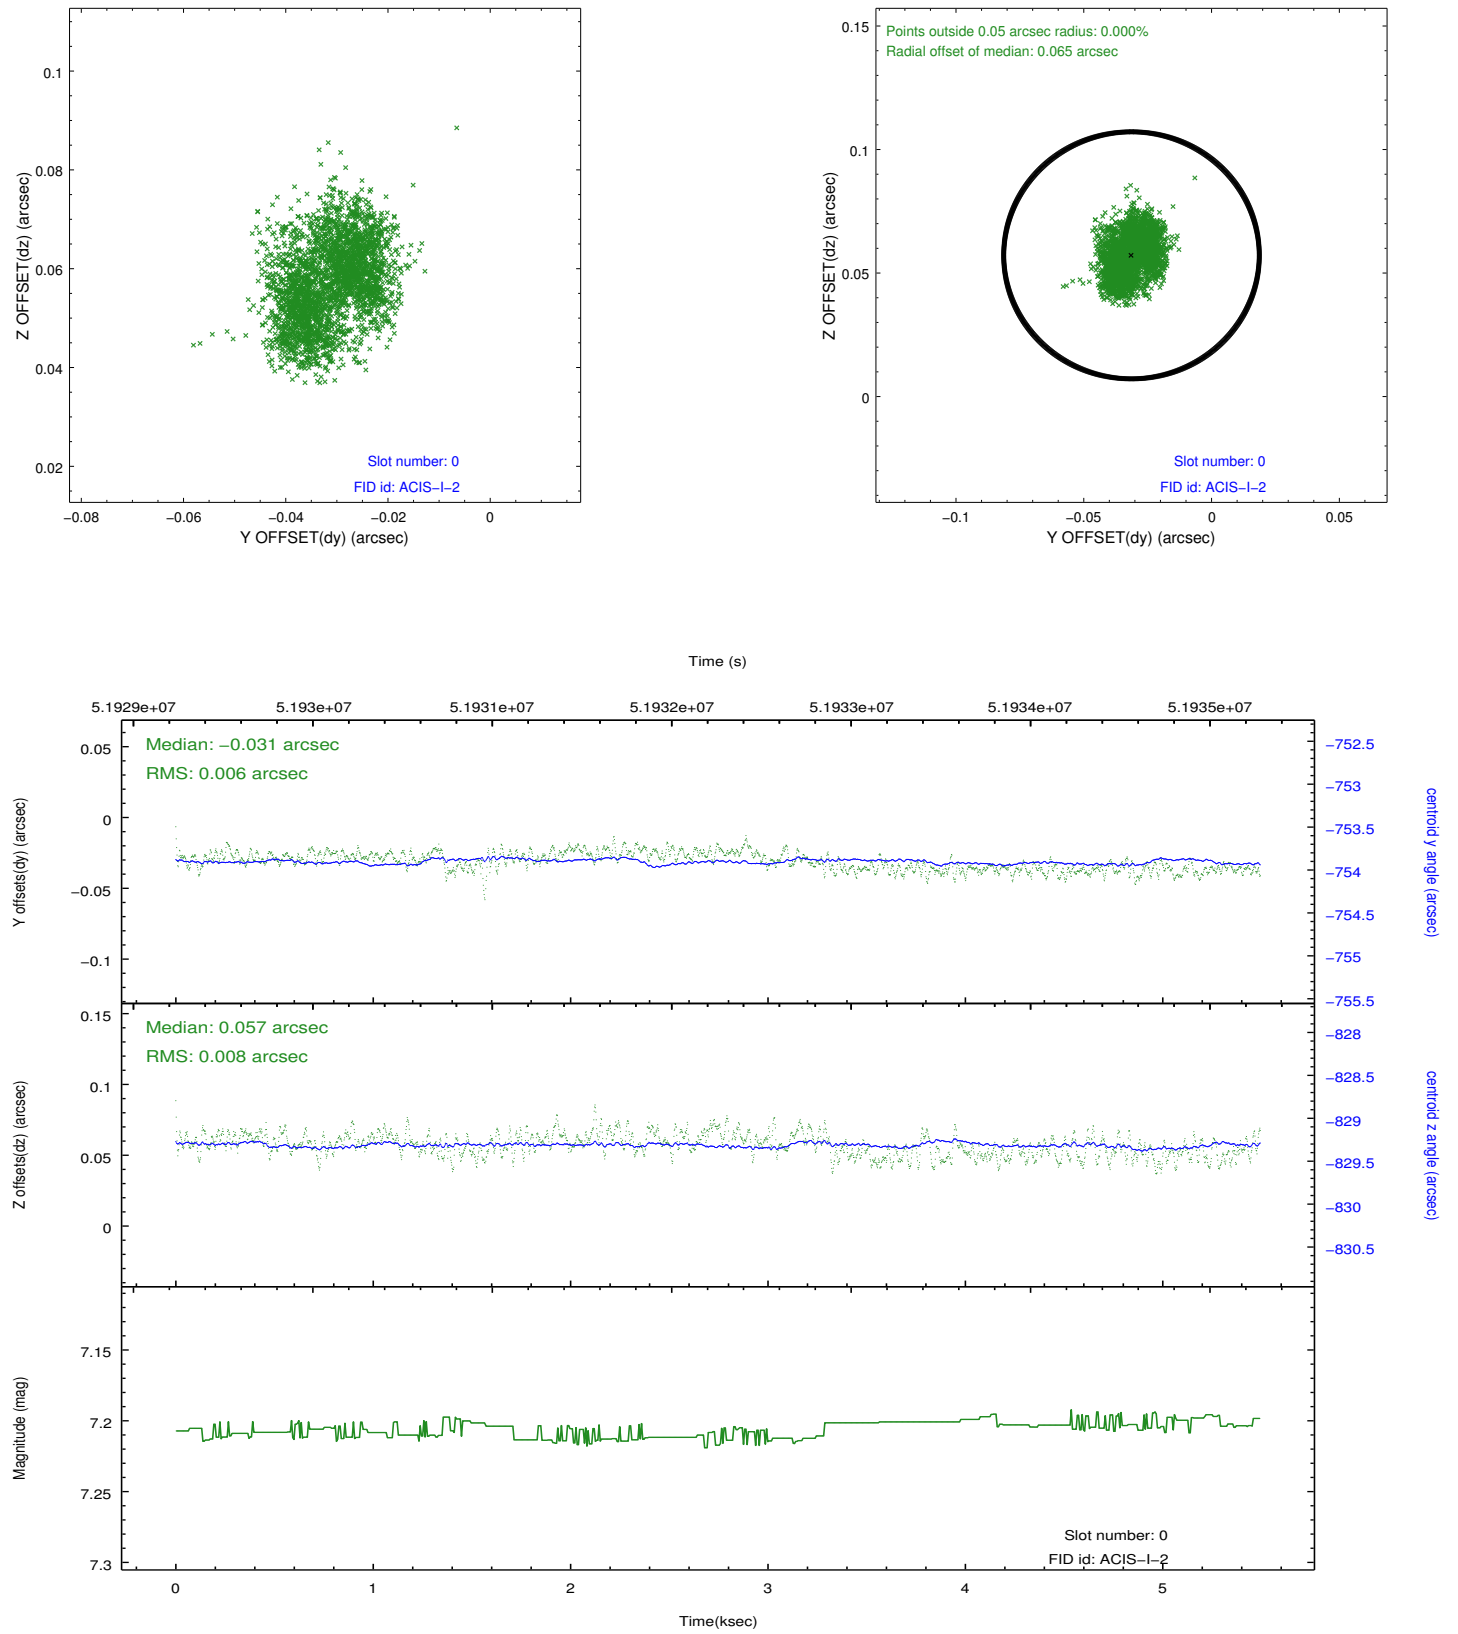 0.1
0.08
0.06
0.04
0.02
Z OFFSET(dz) (arcsec)
Slot number: 0
FID id: ACIS−I−2
−0.08 −0.06 −0.04 −0.02 0
Y OFFSET(dy) (arcsec)
Points outside 0.05 arcsec radius: 0.000%
Radial offset of median: 0.065 arcsec
0.15
0.1
0.05
0
Z OFFSET(dz) (arcsec)
Slot number: 0
FID id: ACIS−I−2
−0.1 −0.05 0 0.05
Y OFFSET(dy) (arcsec)
Time (s)
5.1929e+07 5.193e+07 5.1931e+07 5.1932e+07 5.1933e+07 5.1934e+07 5.1935e+07
Median: −0.031 arcsec
RMS: 0.006 arcsec
0.05
0
−0.05
−0.1
Y offsets(dy) (arcsec)
−752.5
−753
−753.5
−754
−754.5
−755
−755.5
centroid y angle (arcsec)
Median: 0.057 arcsec
RMS: 0.008 arcsec
0.15
0.1
0.05
0
Z offsets(dz) (arcsec)
−828
−828.5
−829
−829.5
−830
−830.5
centroid z angle (arcsec)
7.15
7.2
7.25
7.3
Magnitude (mag)
Slot number: 0
FID id: ACIS−I−2
0 1 2 3 4 5
Time(ksec)